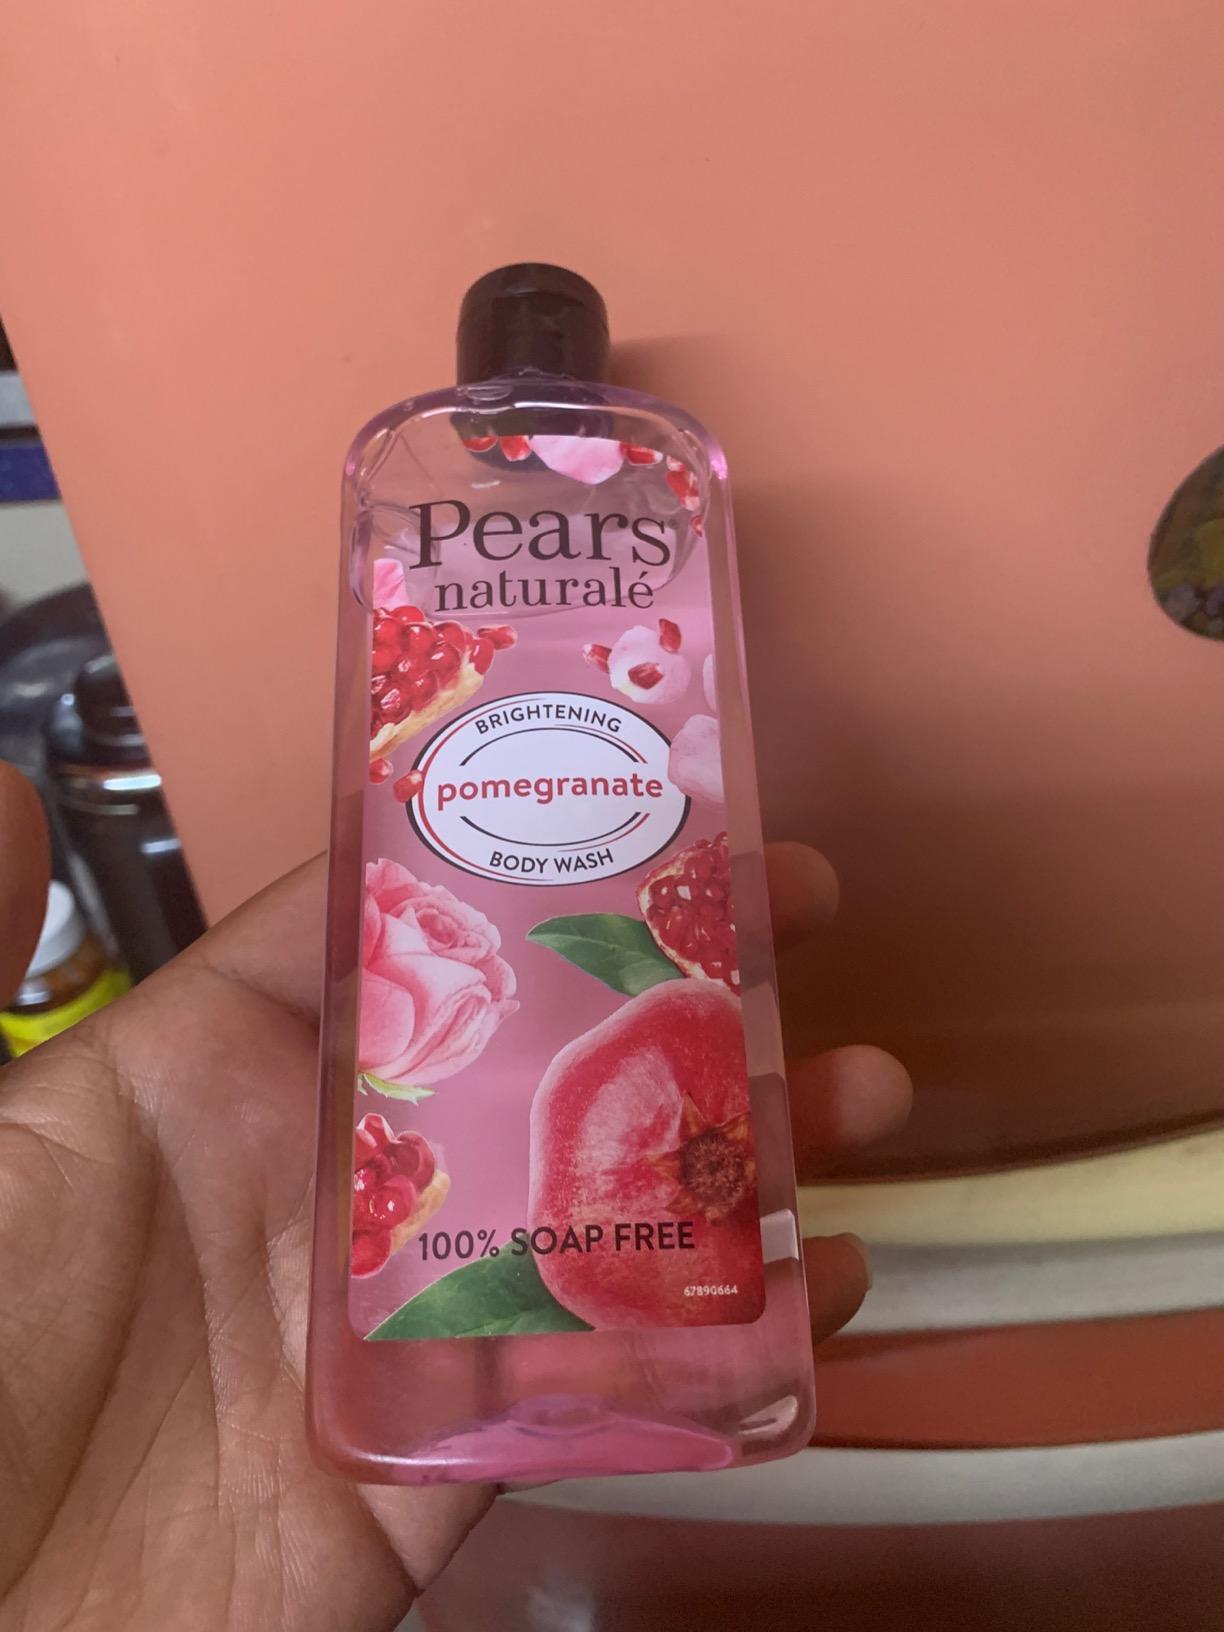 Pears®
naturalé
BRIGHTENING
pomegranate
BODY WASH
100% SOAP FREE
67890664